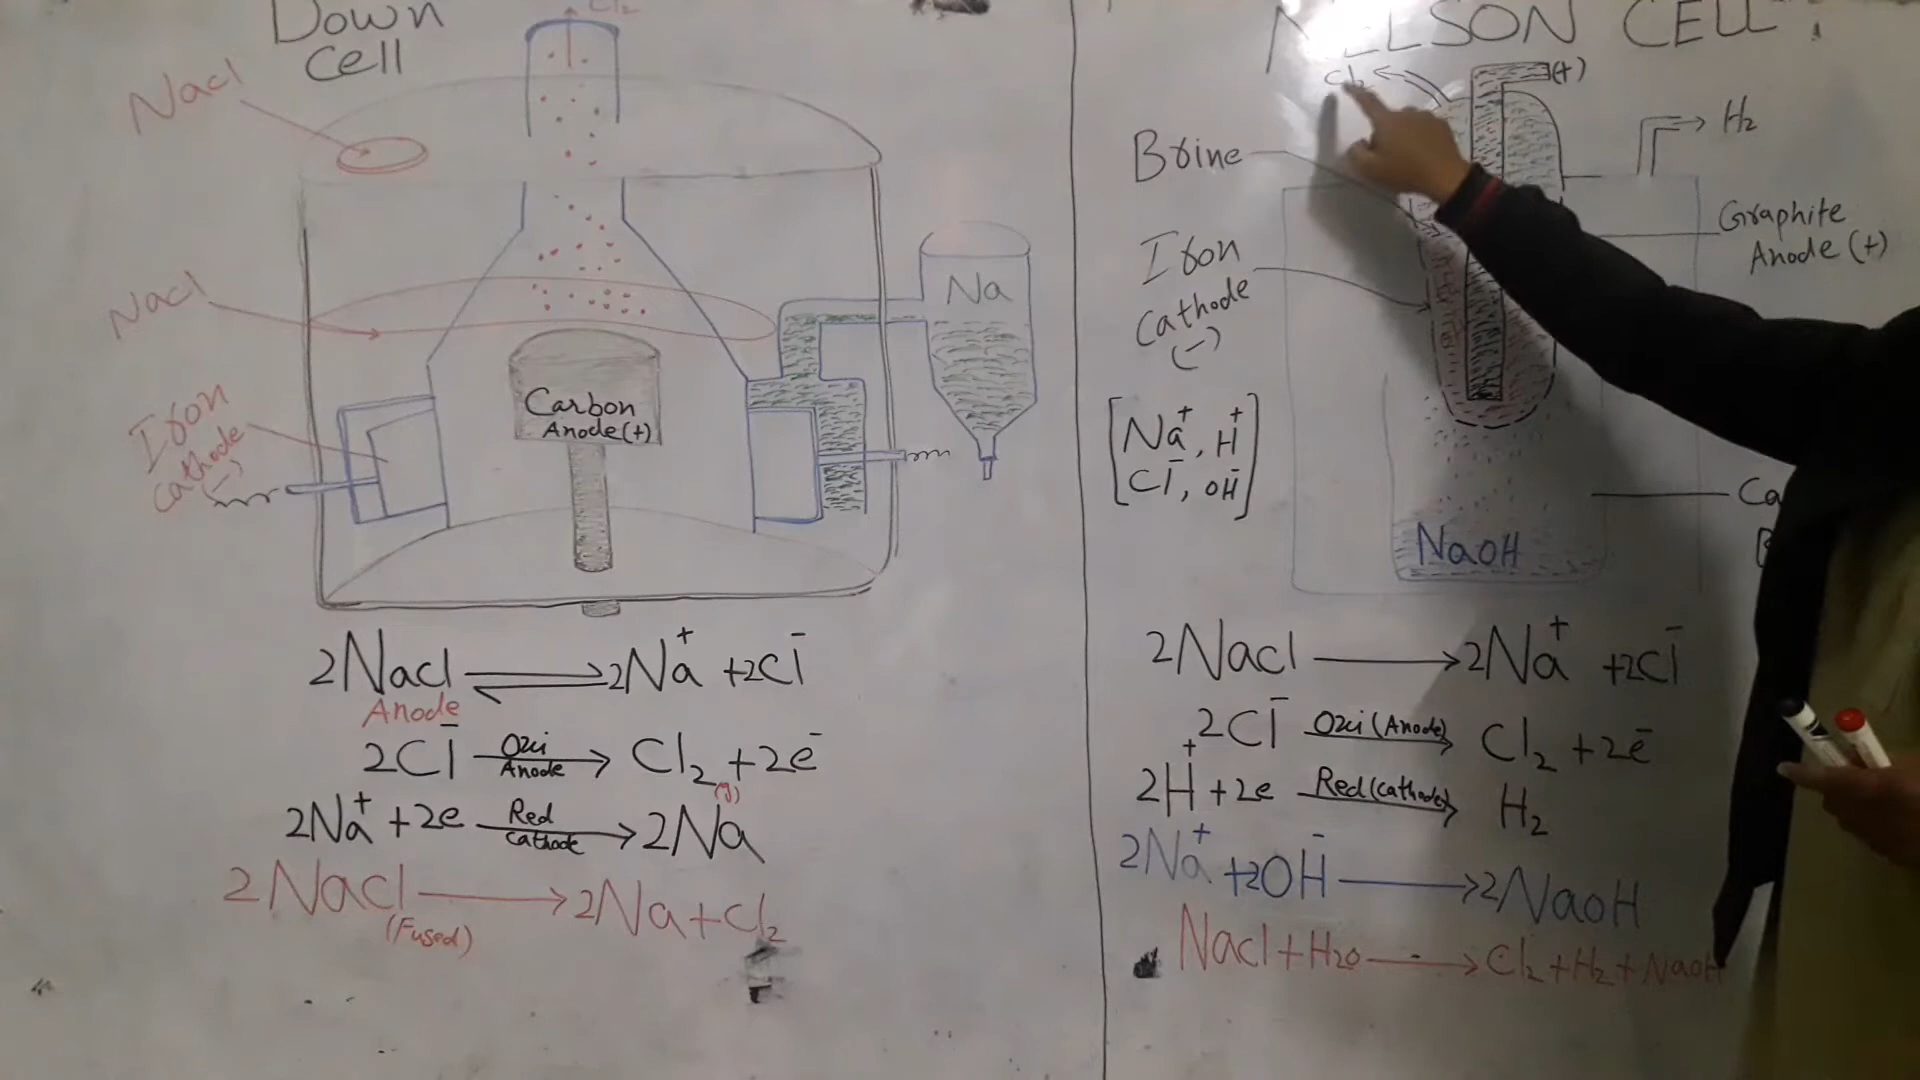 Down
Cell
Cl₂
Nacl
Nacl
Iron
cathode
(-)
Carbon
Anode(+)
Na
2Nacl ⇌ 2Na⁺ +2Cl⁻
Anode
2Cl⁻ Oxi Anode → Cl₂ +2e⁻
(g)
2Na⁺ +2e Red Cathode → 2Na
2Nacl → 2Na+Cl₂
(Fused)
NELSON CELL
Cl₂
(+)
H₂
Brine
Graphite
Anode (+)
Iron
Cathode
(-)
[Na⁺, H⁺
Cl⁻, OH⁻]
NaOH
2Nacl → 2Na⁺ +2Cl⁻
2Cl⁻ Oxi (Anode) → Cl₂ +2e⁻
2H⁺ +2e Red(cathode) → H₂
2Na⁺ +2OH⁻ → 2NaoH
Nacl+H₂o → Cl₂+H₂+NaoH